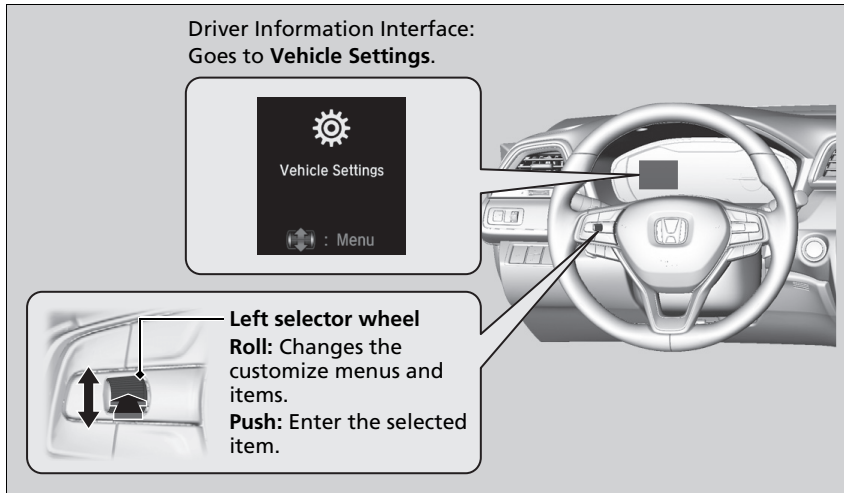 Driver Information Interface:
Goes to Vehicle Settings.
Vehicle Settings
: Menu
Left selector wheel
Roll: Changes the
customize menus and
items.
Push: Enter the selected
item.